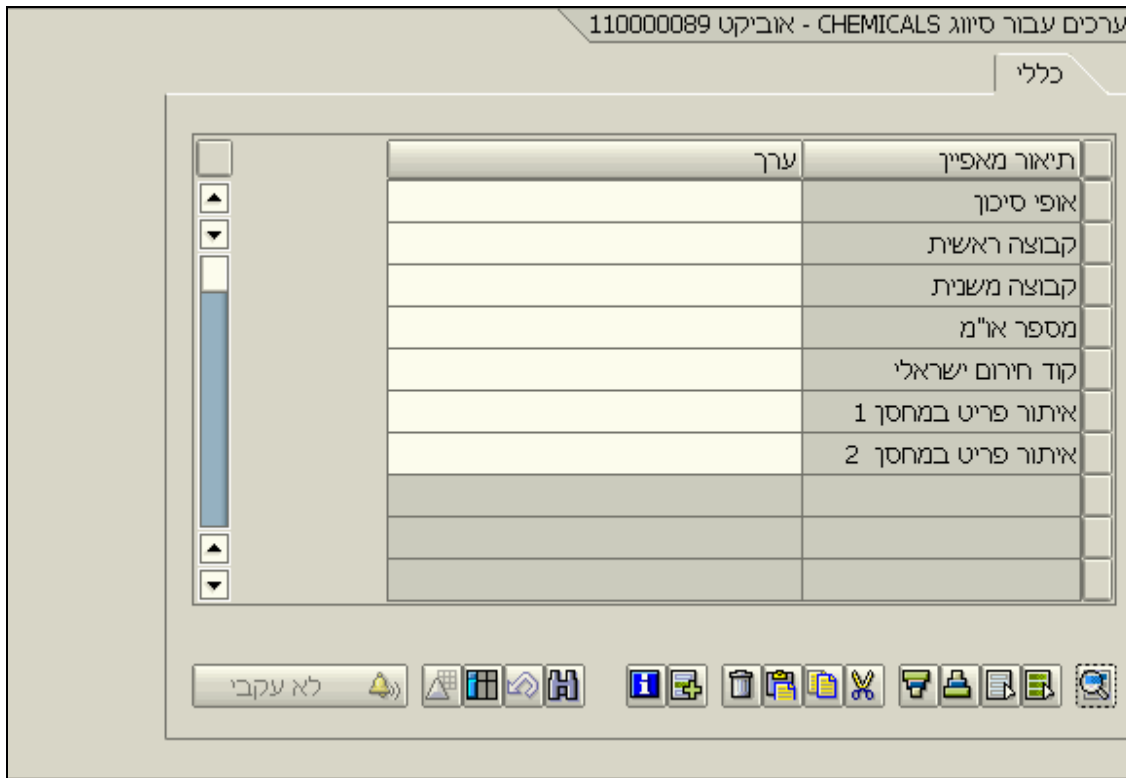 ערכים עבור סיווג CHEMICALS - אוביקט 110000089
כללי
תיאור מאפיין ערך
אופי סיכון
קבוצה ראשית
קבוצה משנית
מספר או"מ
קוד חירום ישראלי
איתור פריט במחסן 1
איתור פריט במחסן 2
לא עקבי